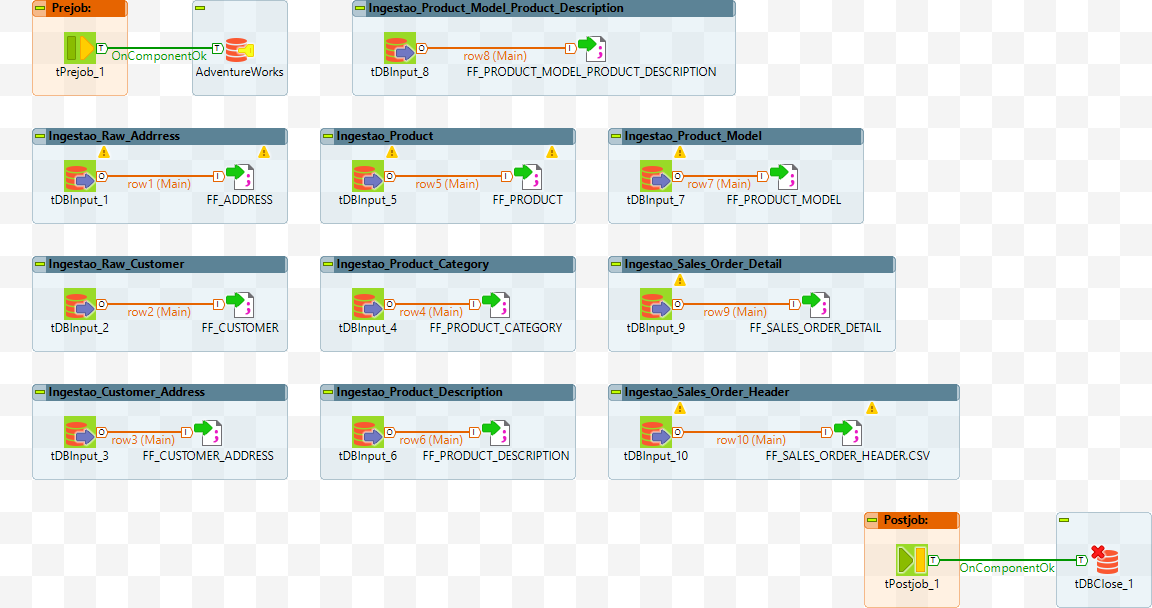 Prejob:
T
OnComponentOk
T
tPrejob_1
AdventureWorks
Ingestao_Product_Model_Product_Description
O
row8 (Main)
I
tDBInput_8
FF_PRODUCT_MODEL_PRODUCT_DESCRIPTION
Ingestao_Raw_Addrress
O
row1 (Main)
I
tDBInput_1
FF_ADDRESS
Ingestao_Product
O
row5 (Main)
I
tDBInput_5
FF_PRODUCT
Ingestao_Product_Model
O
row7 (Main)
I
tDBInput_7
FF_PRODUCT_MODEL
Ingestao_Raw_Customer
O
row2 (Main)
I
tDBInput_2
FF_CUSTOMER
Ingestao_Product_Category
O
row4 (Main)
I
tDBInput_4
FF_PRODUCT_CATEGORY
Ingestao_Sales_Order_Detail
O
row9 (Main)
I
tDBInput_9
FF_SALES_ORDER_DETAIL
Ingestao_Customer_Address
O
row3 (Main)
I
tDBInput_3
FF_CUSTOMER_ADDRESS
Ingestao_Product_Description
O
row6 (Main)
I
tDBInput_6
FF_PRODUCT_DESCRIPTION
Ingestao_Sales_Order_Header
O
row10 (Main)
I
tDBInput_10
FF_SALES_ORDER_HEADER.CSV
Postjob:
T
OnComponentOk
T
tPostjob_1
tDBClose_1